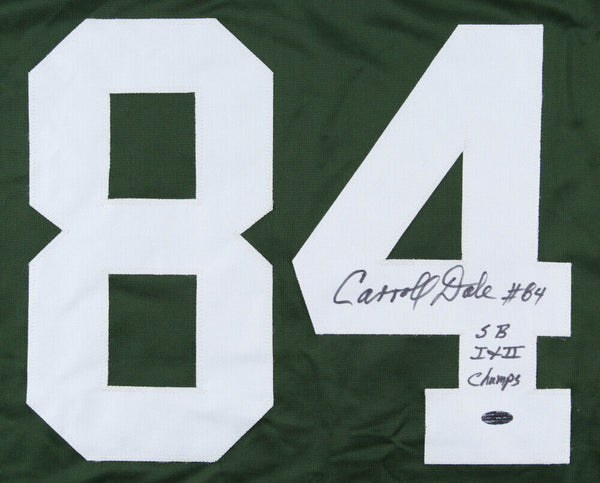 84
Carroll Dale #84
SB
I & II
Champs